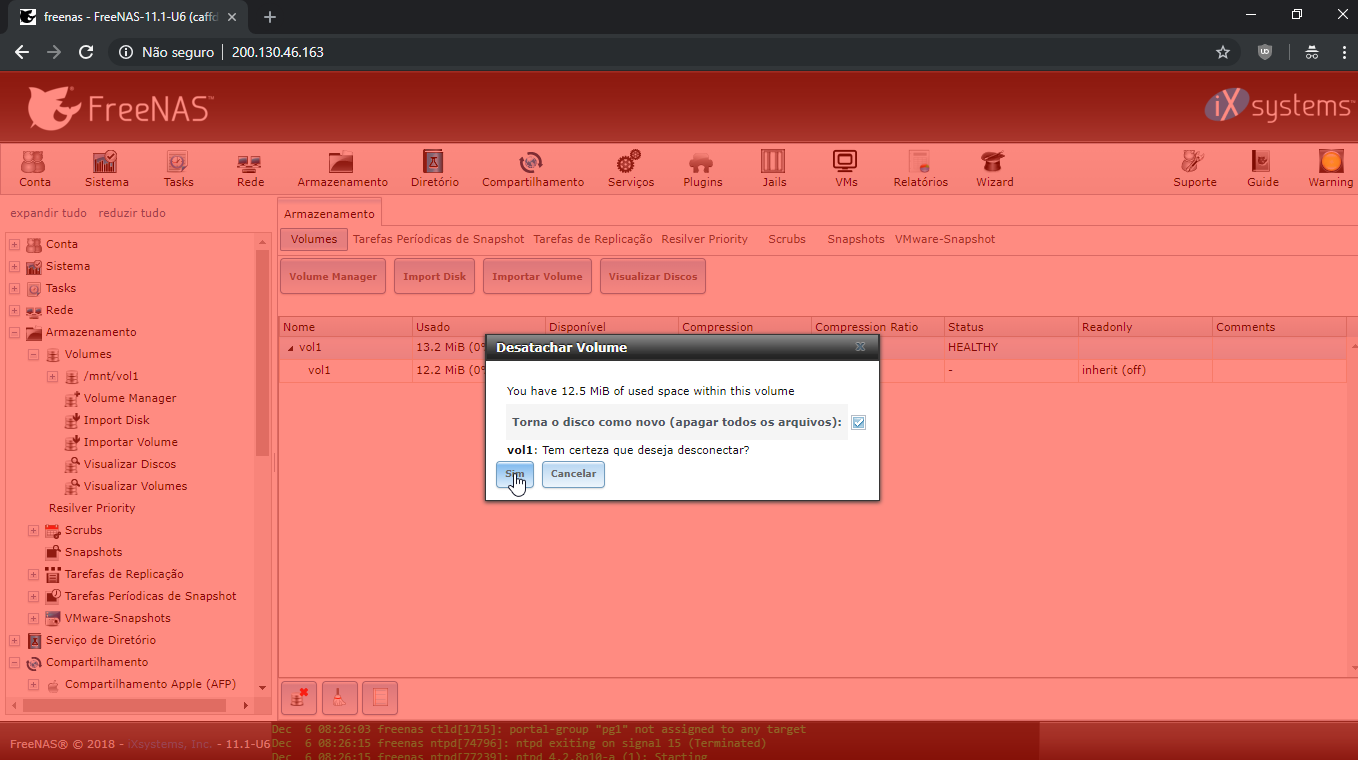 freenas - FreeNAS-11.1-U6 (caffd
Não seguro | 200.130.46.163
FreeNAS™
iXsystems™
Conta Sistema Tasks Rede Armazenamento Diretório Compartilhamento Serviços Plugins Jails VMs Relatórios Wizard Suporte Guide Warning
expandir tudo reduzir tudo
Conta
Sistema
Tasks
Rede
Armazenamento
Volumes
/mnt/vol1
Volume Manager
Import Disk
Importar Volume
Visualizar Discos
Visualizar Volumes
Resilver Priority
Scrubs
Snapshots
Tarefas de Replicação
Tarefas Períodicas de Snapshot
VMware-Snapshots
Serviço de Diretório
Compartilhamento
Compartilhamento Apple (AFP)
Armazenamento
Volumes Tarefas Períodicas de Snapshot Tarefas de Replicação Resilver Priority Scrubs Snapshots VMware-Snapshot
Volume Manager Import Disk Importar Volume Visualizar Discos
Nome Usado Disponível Compression Compression Ratio Status Readonly Comments
vol1 13.2 MiB (0% HEALTHY
vol1 12.2 MiB (0% - inherit (off)
Desatachar Volume
You have 12.5 MiB of used space within this volume
Torna o disco como novo (apagar todos os arquivos):
vol1: Tem certeza que deseja desconectar?
Sim Cancelar
FreeNAS® © 2018 - iXsystems, Inc. - 11.1-U6
Dec 6 08:26:03 freenas ctld[1715]: portal-group "pg1" not assigned to any target
Dec 6 08:26:15 freenas ntpd[74796]: ntpd exiting on signal 15 (Terminated)
Dec 6 08:26:15 freenas ntpd[77239]: ntpd 4.2.8p10-a (1): Starting